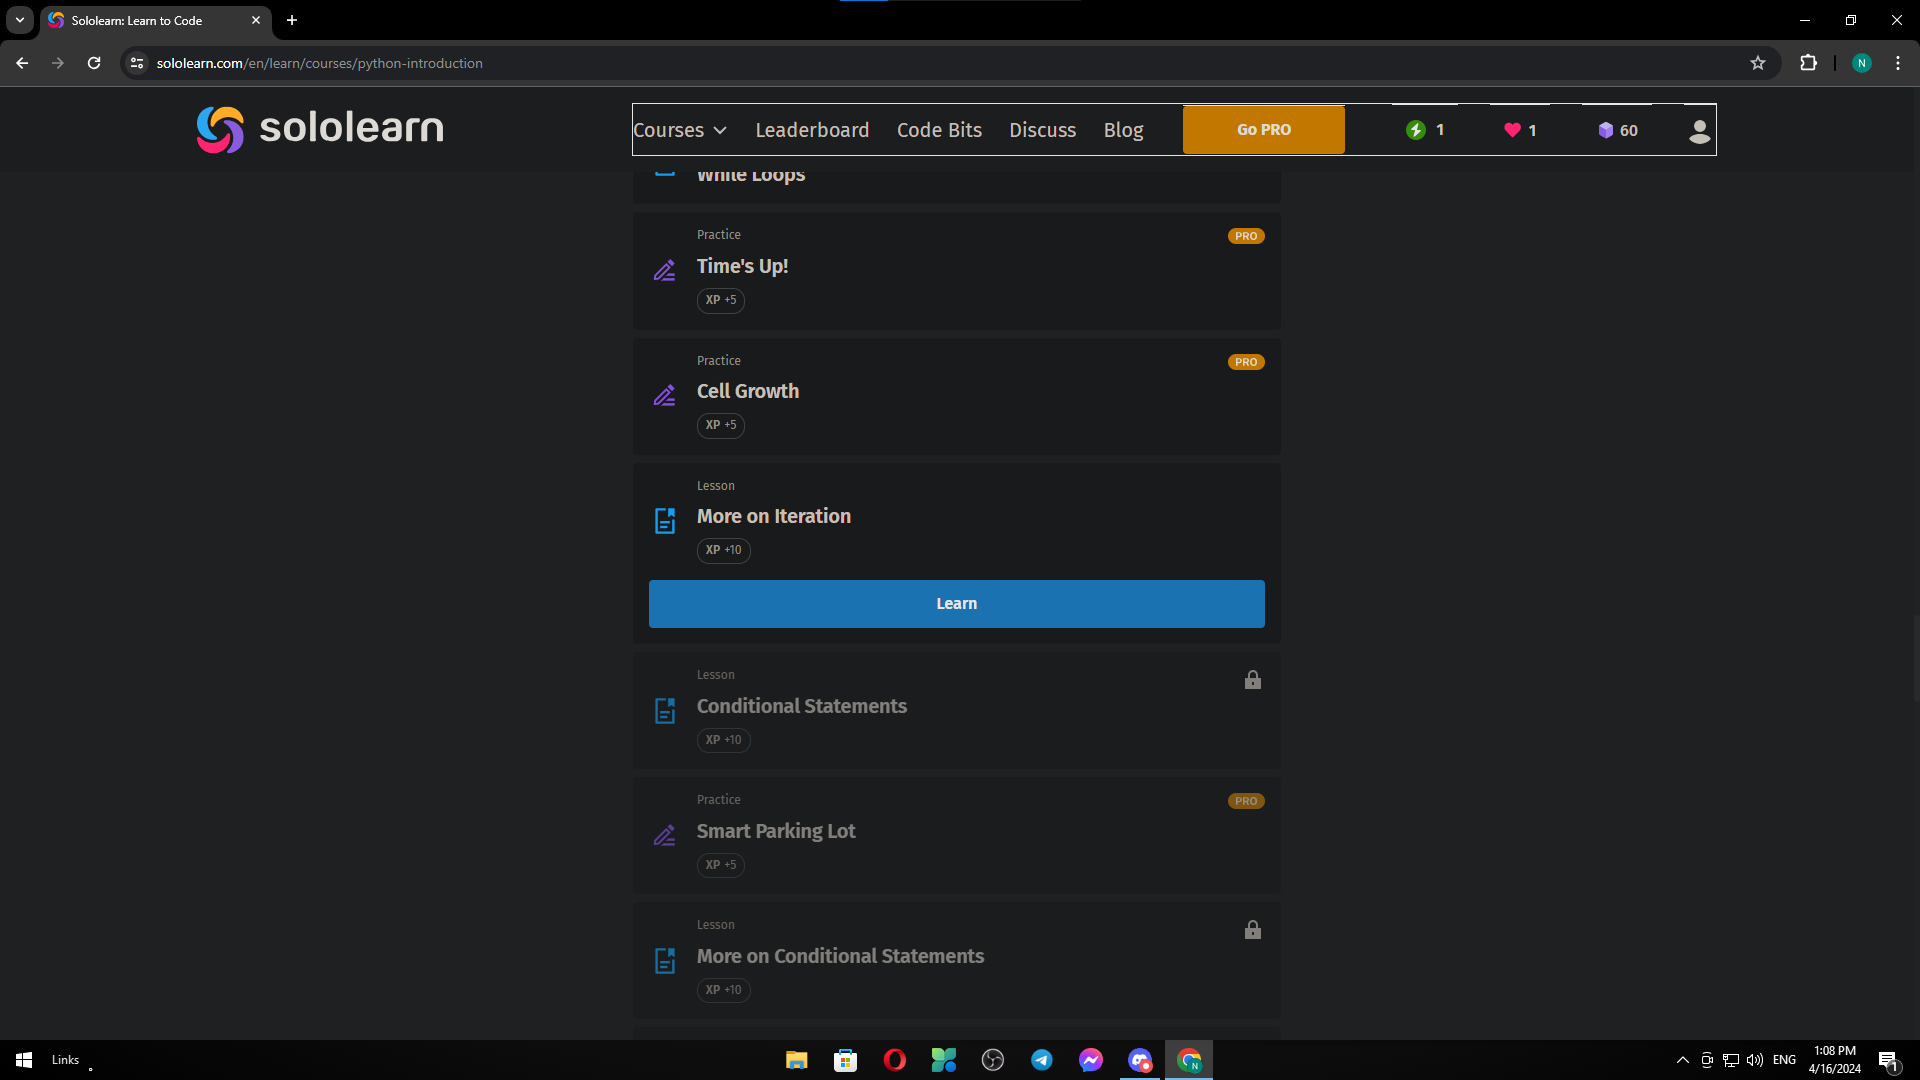 Sololearn: Learn to Code
sololearn.com/en/learn/courses/python-introduction
N
sololearn
Courses
Leaderboard
Code Bits
Discuss
Blog
Go PRO
1
1
60
While Loops
Practice
PRO
Time's Up!
XP +5
Practice
PRO
Cell Growth
XP +5
Lesson
More on Iteration
XP +10
Learn
Lesson
Conditional Statements
XP +10
Practice
PRO
Smart Parking Lot
XP +5
Lesson
More on Conditional Statements
XP +10
Links
N
ENG
1:08 PM
4/16/2024
1